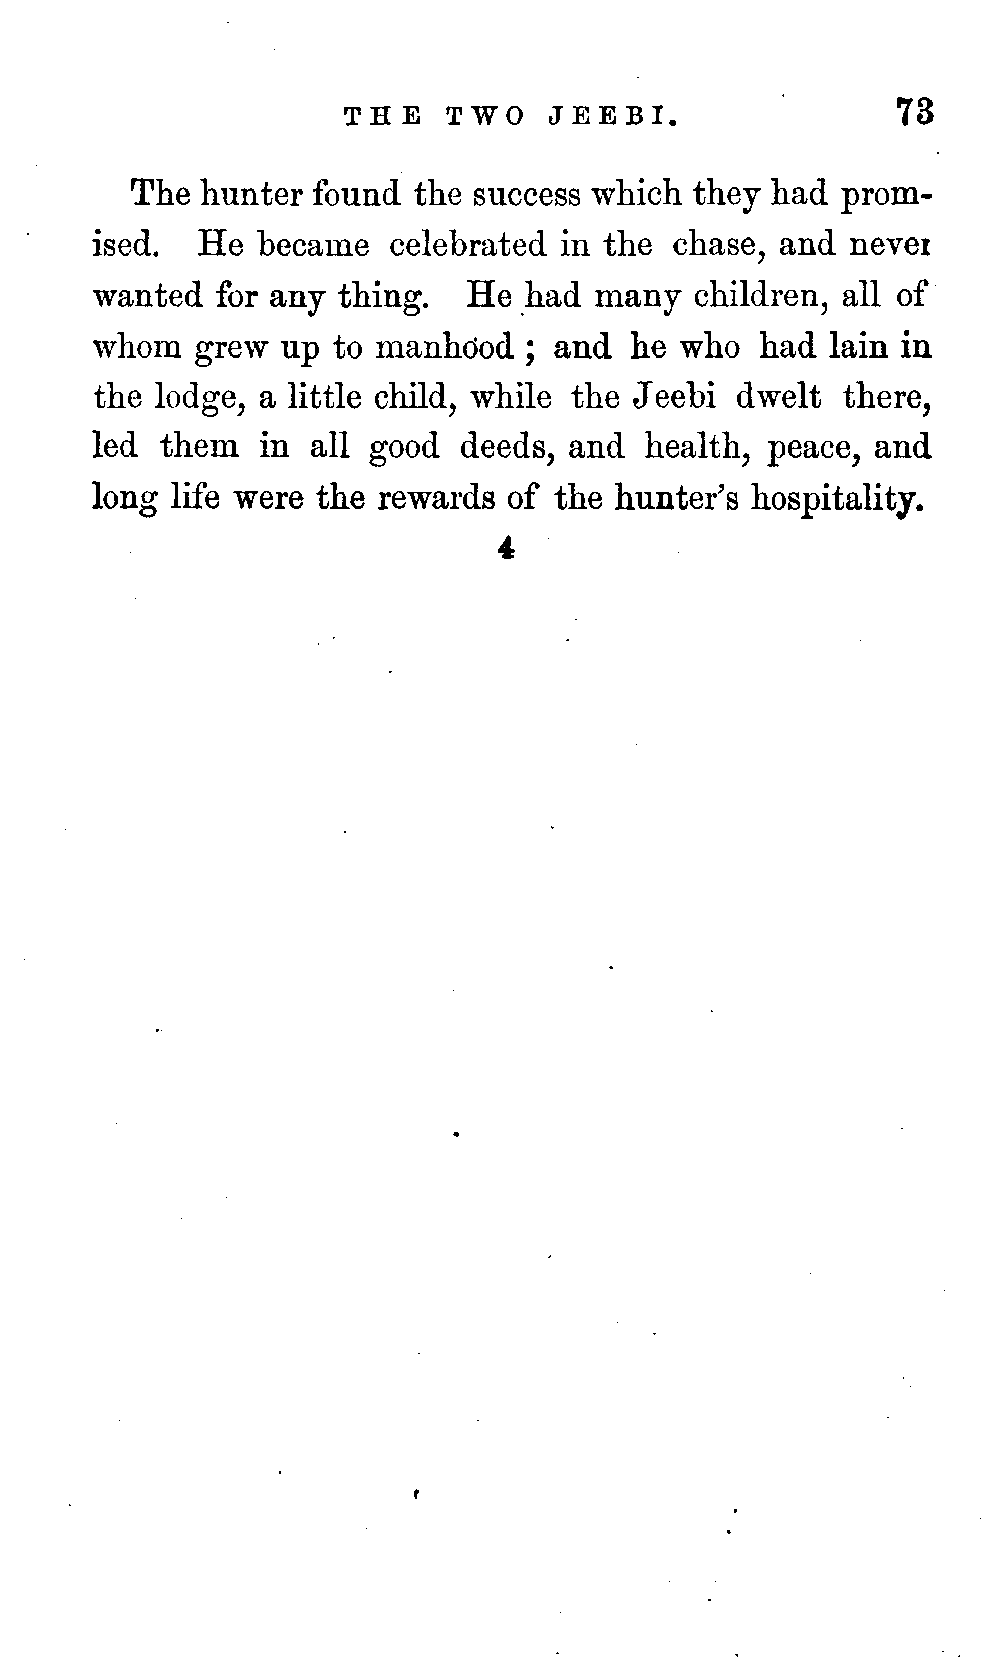 THE TWO JEEBI. 73
The hunter found the success which they had prom-
ised. He became celebrated in the chase, and never
wanted for any thing. He had many children, all of
whom grew up to manhood ; and he who had lain in
the lodge, a little child, while the Jeebi dwelt there,
led them in all good deeds, and health, peace, and
long life were the rewards of the hunter's hospitality.
4